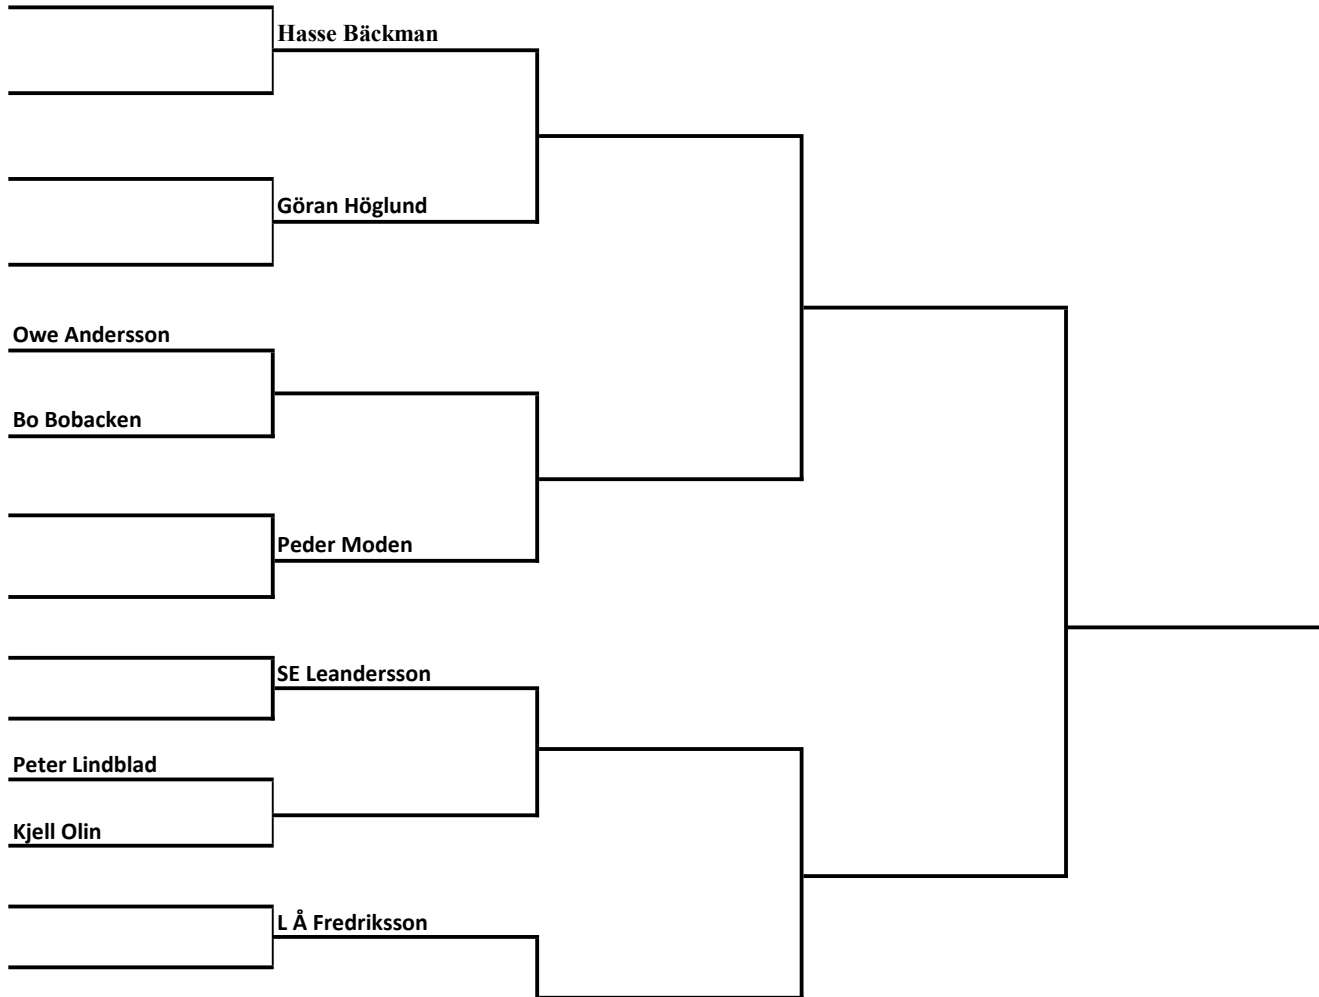 Hasse Bäckman
Göran Höglund
Owe Andersson
Bo Bobacken
Peder Moden
SE Leandersson
Peter Lindblad
Kjell Olin
L Å Fredriksson